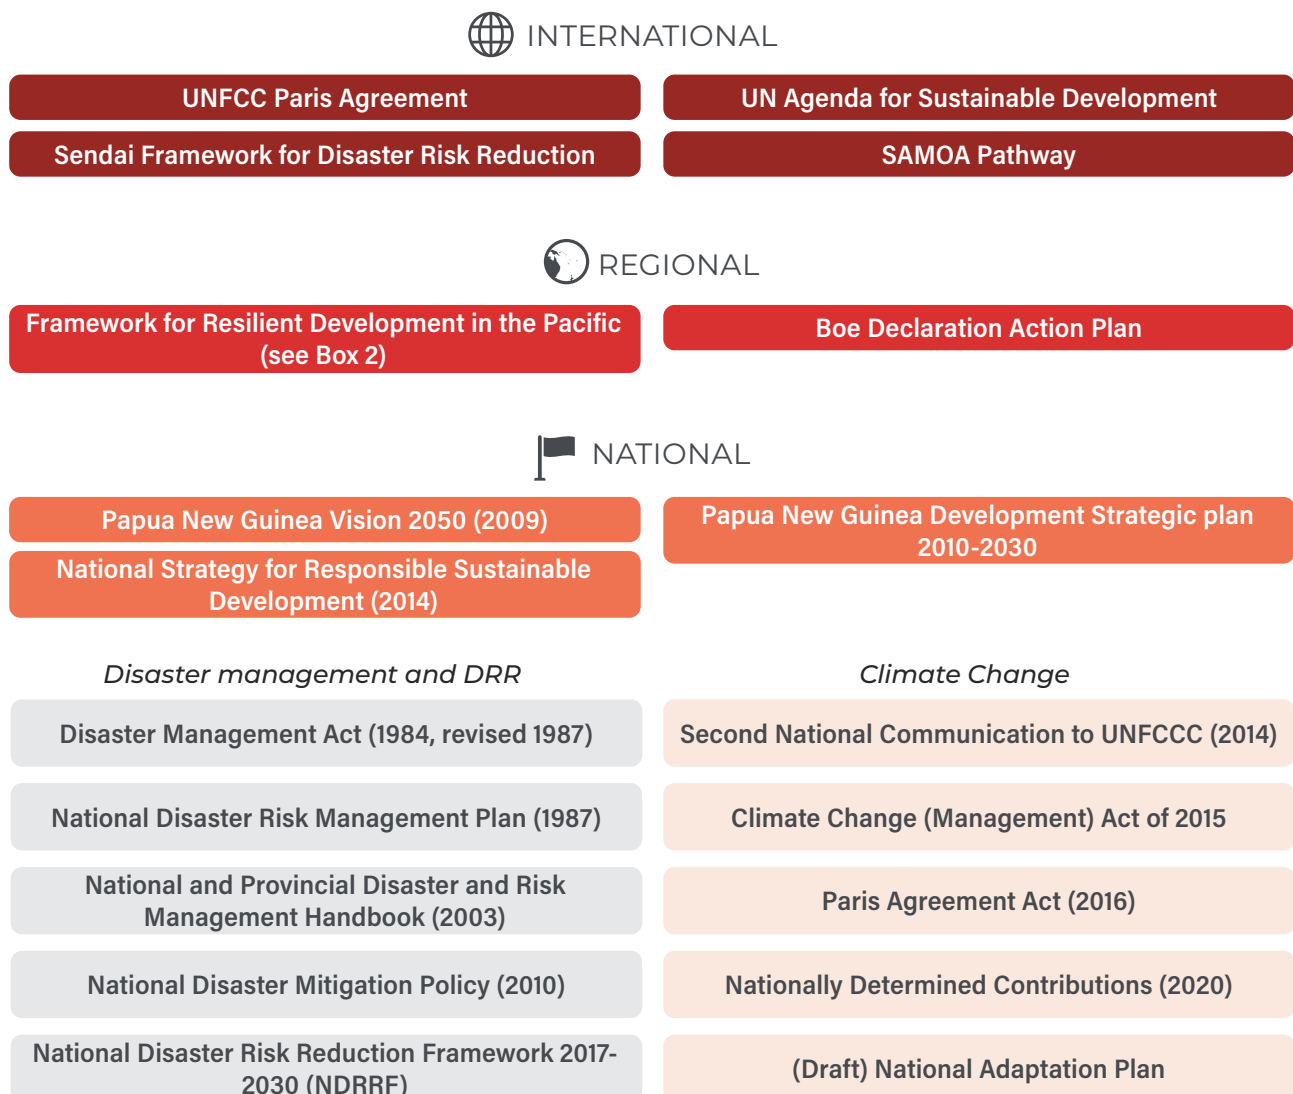 INTERNATIONAL
UNFCC Paris Agreement
UN Agenda for Sustainable Development
Sendai Framework for Disaster Risk Reduction
SAMOA Pathway
REGIONAL
Framework for Resilient Development in the Pacific
(see Box 2)
Boe Declaration Action Plan
NATIONAL
Papua New Guinea Vision 2050 (2009)
Papua New Guinea Development Strategic plan
2010-2030
National Strategy for Responsible Sustainable
Development (2014)
Disaster management and DRR
Climate Change
Disaster Management Act (1984, revised 1987)
Second National Communication to UNFCCC (2014)
National Disaster Risk Management Plan (1987)
Climate Change (Management) Act of 2015
National and Provincial Disaster and Risk
Management Handbook (2003)
Paris Agreement Act (2016)
National Disaster Mitigation Policy (2010)
Nationally Determined Contributions (2020)
National Disaster Risk Reduction Framework 2017-
2030 (NDRRF)
(Draft) National Adaptation Plan